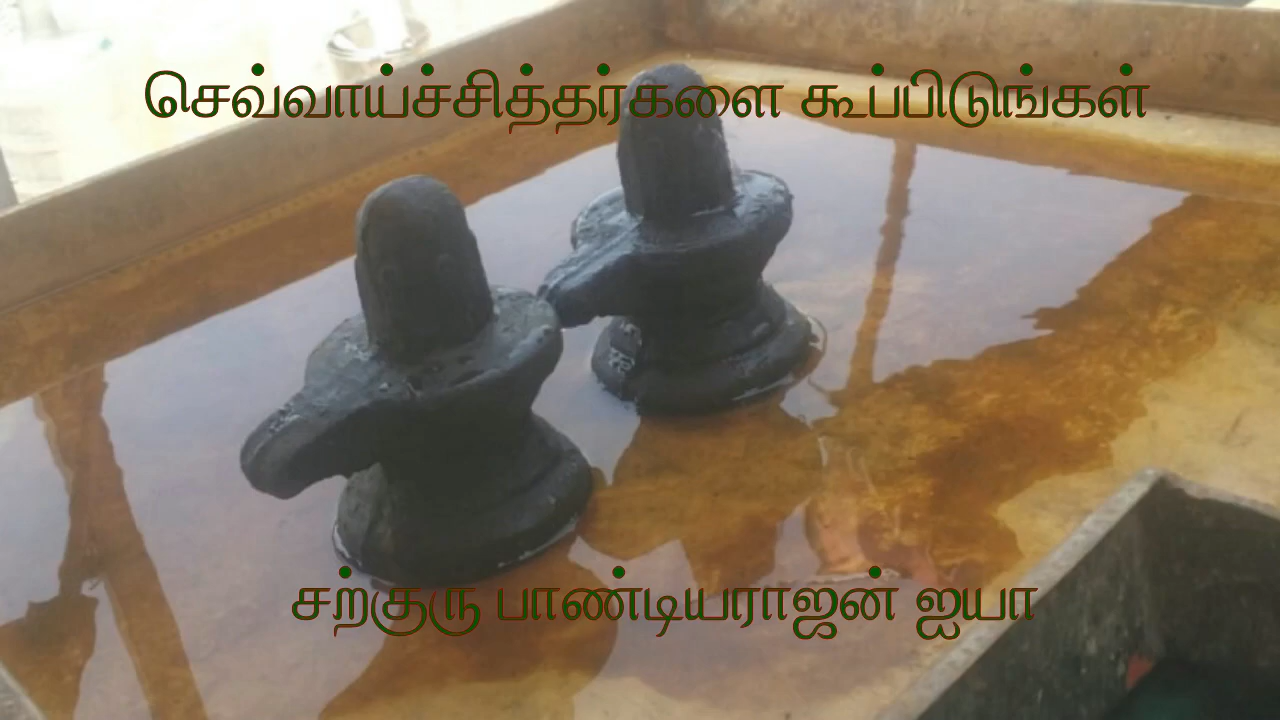 செவ்வாய்ச்சித்தர்களை கூப்பிடுங்கள்
சற்குரு பாண்டியராஜன் ஐயா